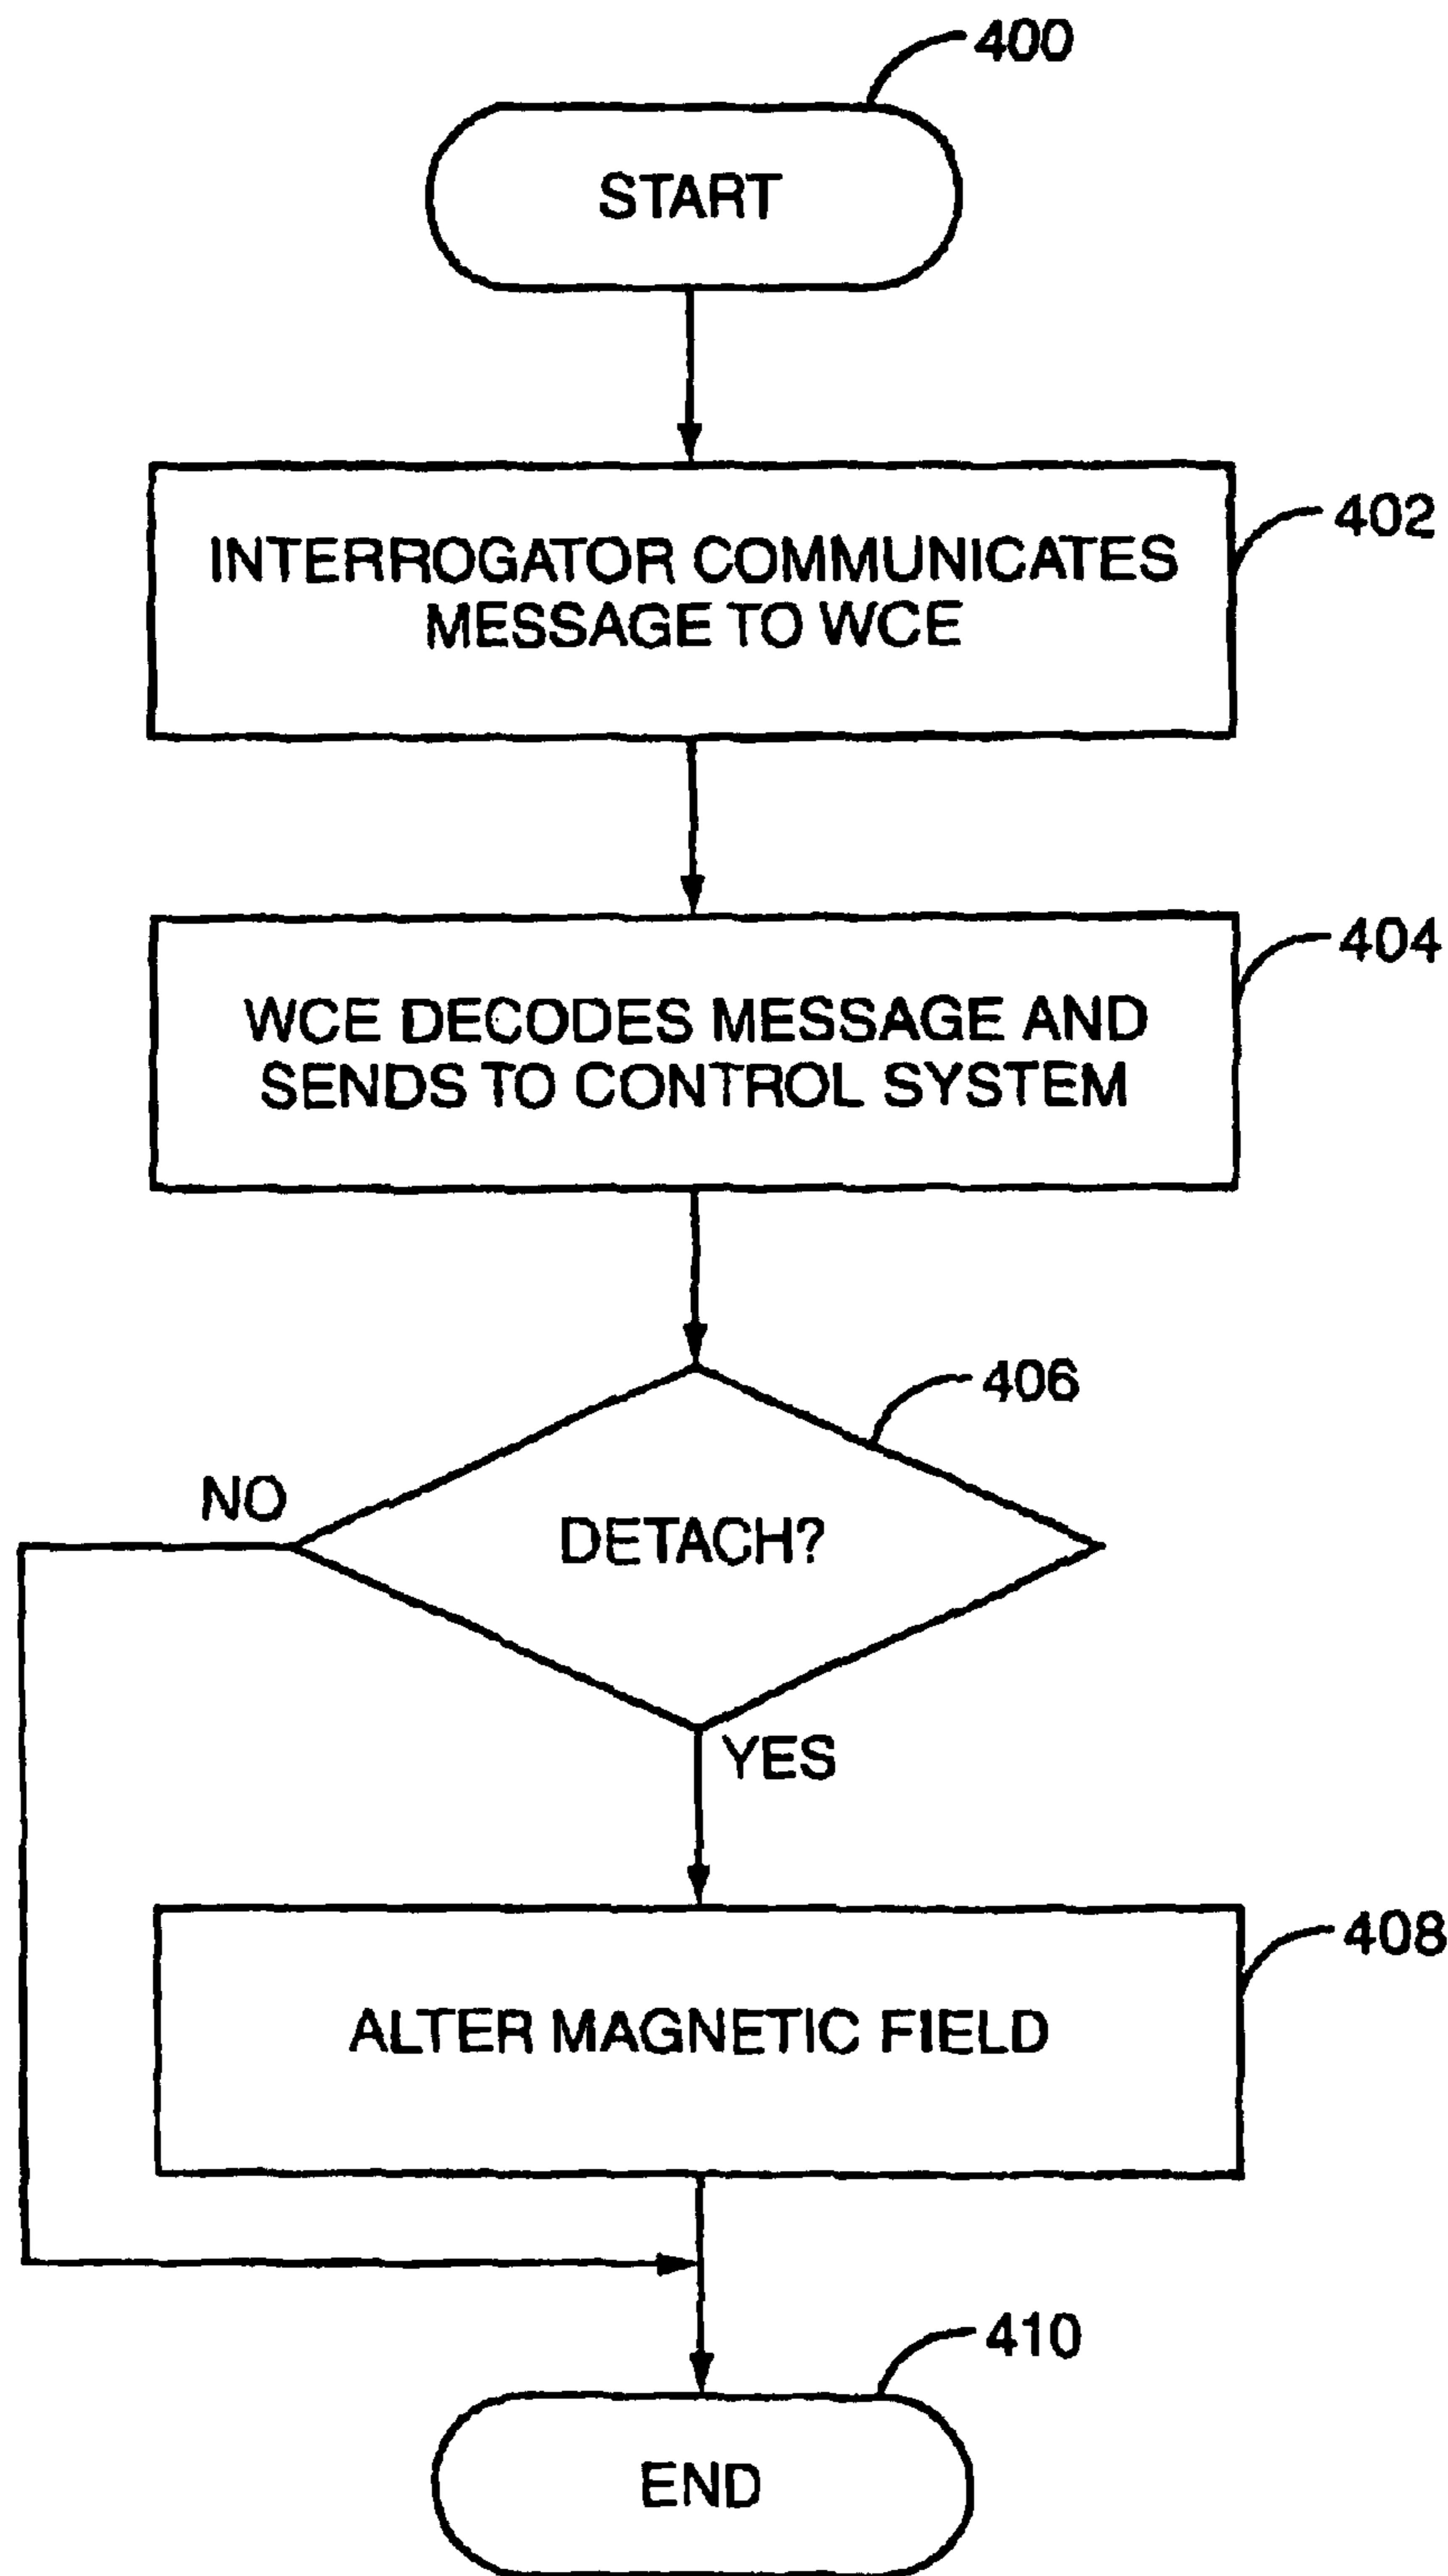 400
START
402
INTERROGATOR COMMUNICATES
MESSAGE TO WCE
404
WCE DECODES MESSAGE AND
SENDS TO CONTROL SYSTEM
406
NO
DETACH?
YES
408
ALTER MAGNETIC FIELD
410
END